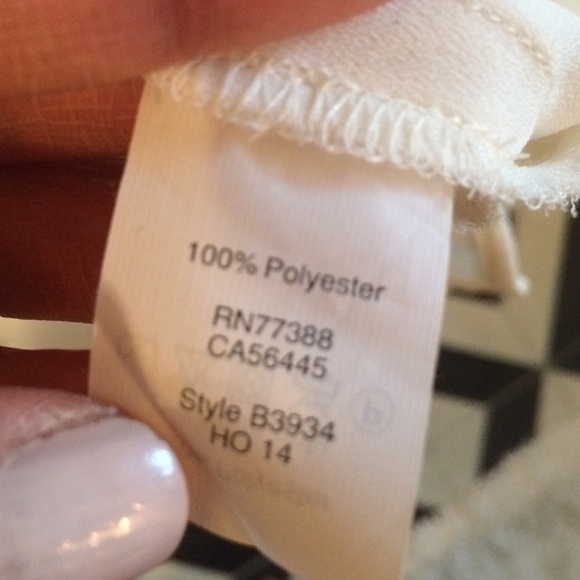 100% Polyester
RN77388
CA56445
Style B3934
HO 14